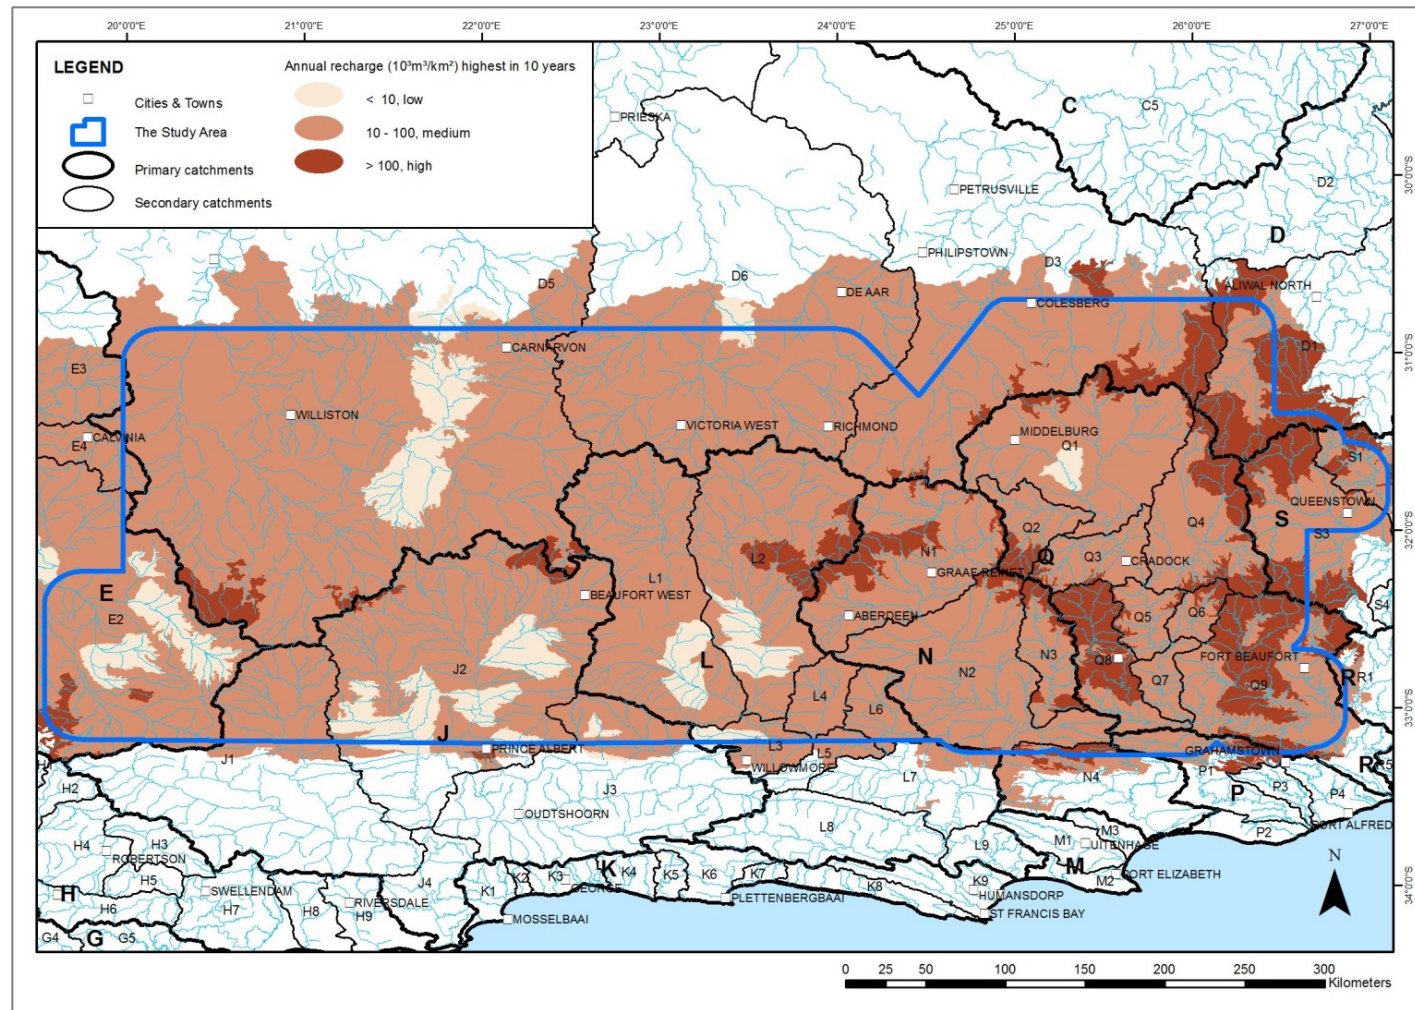 20°0'0"E 21°0'0"E 22°0'0"E 23°0'0"E 24°0'0"E 25°0'0"E 26°0'0"E 27°0'0"E
LEGEND
Annual recharge (10³m³/km²) highest in 10 years
Cities & Towns
< 10, low
The Study Area
10 - 100, medium
Primary catchments
> 100, high
Secondary catchments
PRIESKA
C
C5
30°0'0"S
PETRUSVILLE
D2
D
PHILIPSTOWN
D3
D5
D6
DE AAR
COLESBERG
ALIWAL NORTH
31°0'0"S
E3
CARNARVON
D1
WILLISTON
VICTORIA WEST
RICHMOND
MIDDELBURG
Q1
CALVINIA
E4
S1
QUEENSTOWN
S
32°0'0"S
Q2
Q4
S3
L2
N1
Q
Q3
CRADOCK
GRAAF REINET
E
E2
L1
BEAUFORT WEST
ABERDEEN
Q5
Q6
S4
J2
L
N
N2
N3
Q8
Q7
FORT BEAUFORT
Q9
R
R1
L4
L6
33°0'0"S
J
PRINCE ALBERT
J1
L3
L5
WILLOWMORE
L7
N4
GRAHAMSTOWN
P1
R
R5
H2
J3
P
P3
P4
OUDTSHOORN
L8
P2
PORT ALFRED
H4
H3
ROBERTSON
H5
M1
M3
UITENHAGE
L9
M
M2
PORT ELIZABETH
N
H
H6
SWELLENDAM
H7
H8
RIVERSDALE
H9
J4
K1
K2
K3
GEORGE
K
K4
K5
K6
K7
K8
K9
HUMANSDORP
34°0'0"S
PLETTENBERGBAAI
MOSSELBAAI
ST FRANCIS BAY
G4
G
G5
0 25 50 100 150 200 250 300
Kilometers